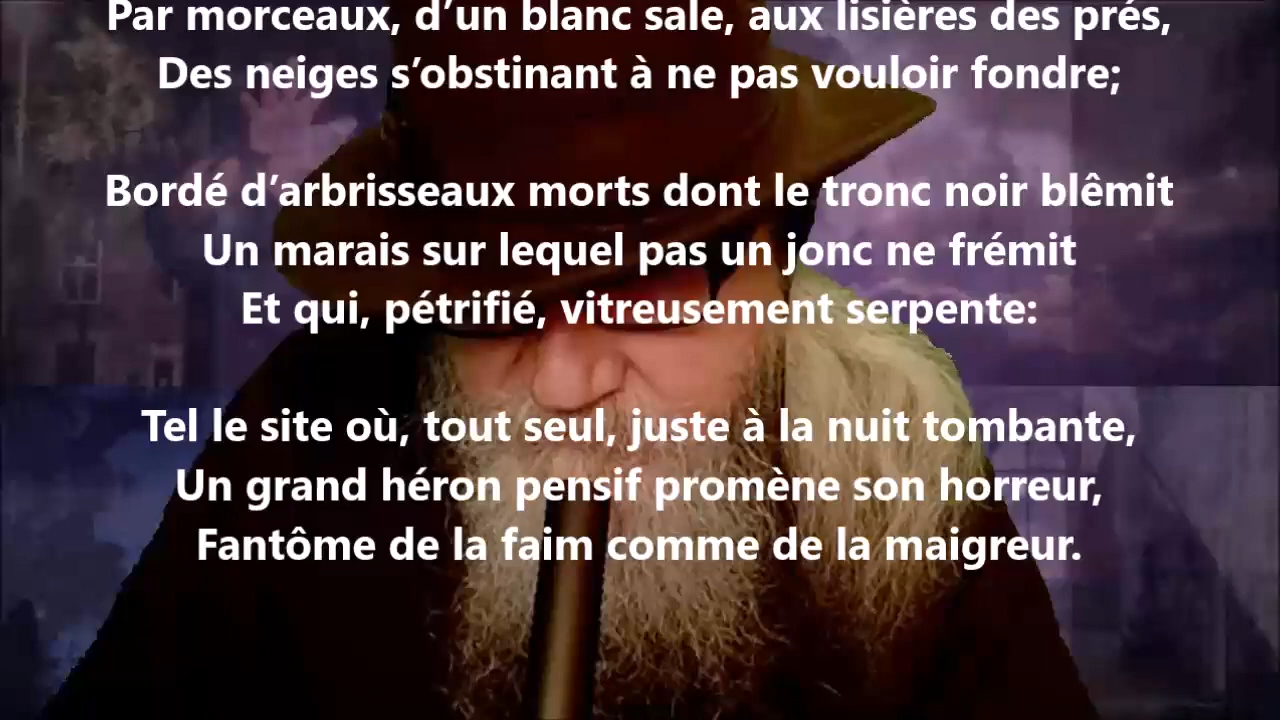 Par morceaux, d’un blanc sale, aux lisières des prés,
Des neiges s’obstinant à ne pas vouloir fondre;
Bordé d’arbrisseaux morts dont le tronc noir blêmit
Un marais sur lequel pas un jonc ne frémit
Et qui, pétrifié, vitreusement serpente:
Tel le site où, tout seul, juste à la nuit tombante,
Un grand héron pensif promène son horreur,
Fantôme de la faim comme de la maigreur.